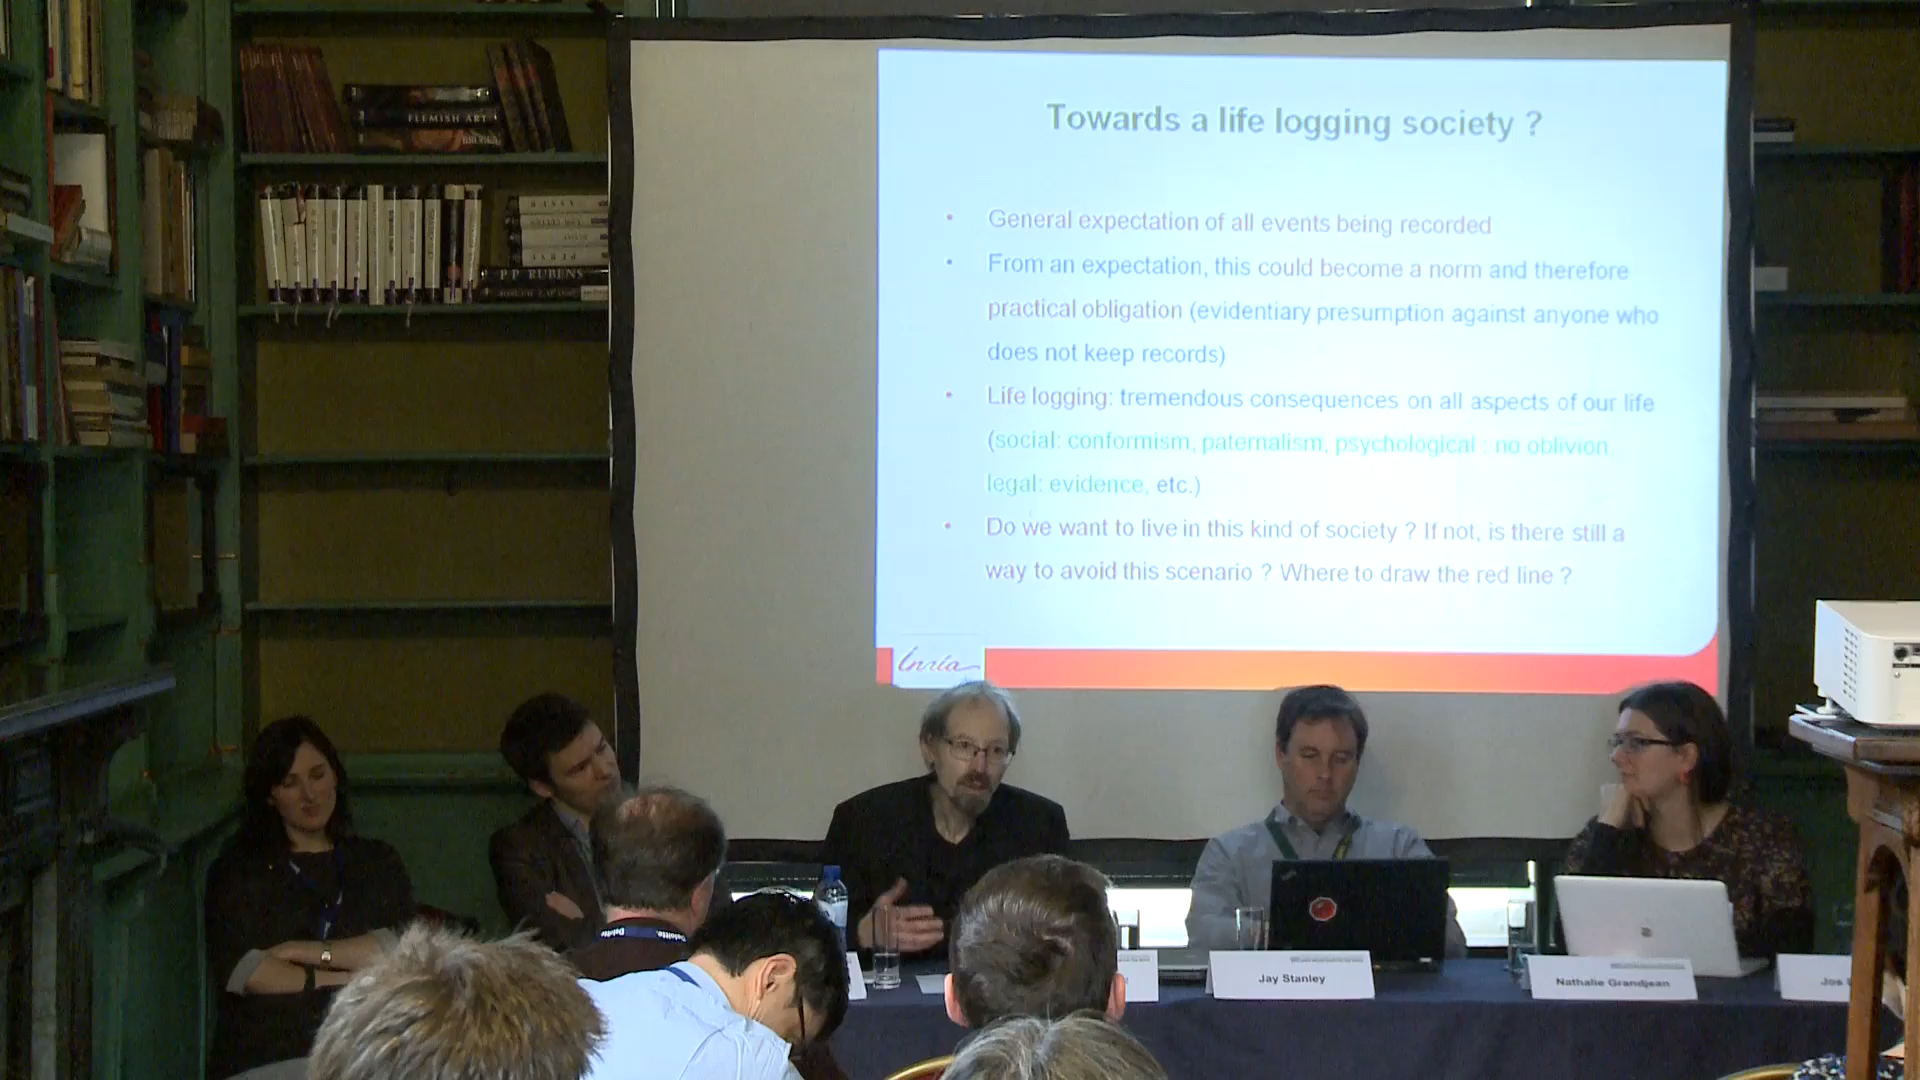 FLEMISH ART
P P RUBENS
Towards a life logging society ?
• General expectation of all events being recorded
• From an expectation, this could become a norm and therefore
practical obligation (evidentiary presumption against anyone who
does not keep records)
• Life logging: tremendous consequences on all aspects of our life
(social: conformism, paternalism, psychological : no oblivion
legal: evidence, etc.)
• Do we want to live in this kind of society ? If not, is there still a
way to avoid this scenario ? Where to draw the red line ?
Inria
Deloitte.
Jay Stanley
Nathalie Grandjean
Jos